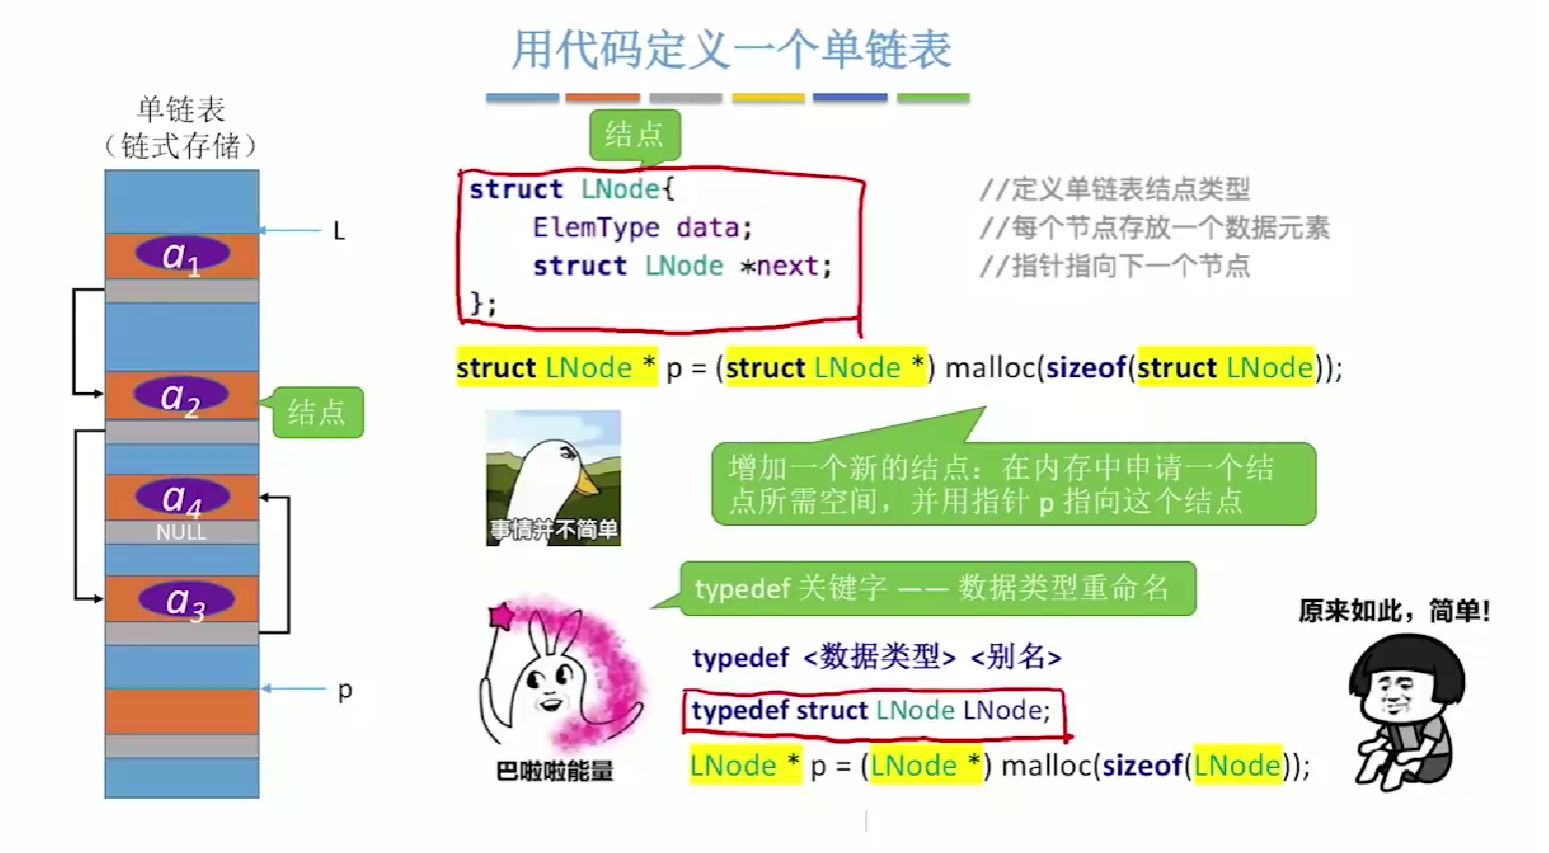 用代码定义一个单链表
单链表
（链式存储）
L
a1
a2
结点
a4
NULL
a3
p
结点
struct LNode{
ElemType data;
struct LNode *next;
};
//定义单链表结点类型
//每个节点存放一个数据元素
//指针指向下一个节点
struct LNode * p = (struct LNode *) malloc(sizeof(struct LNode));
事情并不简单
增加一个新的结点：在内存中申请一个结
点所需空间，并用指针 p 指向这个结点
typedef 关键字 —— 数据类型重命名
typedef <数据类型> <别名>
typedef struct LNode LNode;
LNode * p = (LNode *) malloc(sizeof(LNode));
巴啦啦能量
原来如此，简单!